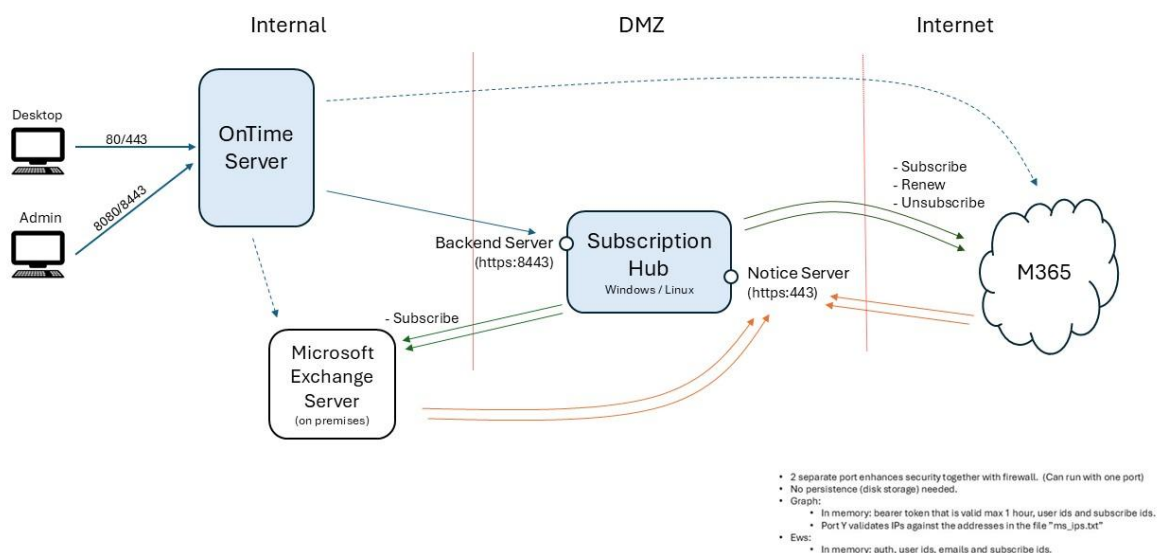 Internal
DMZ
Internet
Desktop
80/443
OnTime
Server
8080/8443
Admin
- Subscribe
- Renew
- Unsubscribe
Backend Server
(https:8443)
Subscription
Hub
Windows / Linux
Notice Server
(https:443)
M365
- Subscribe
Microsoft
Exchange
Server
(on premises)
• 2 separate port enhances security together with firewall. (Can run with one port)
• No persistence (disk storage) needed.
• Graph:
• In memory: bearer token that is valid max 1 hour, user ids and subscribe ids.
• Port Y validates IPs against the addresses in the file "ms_ips.txt"
• Ews:
• In memory: auth, user ids, emails and subscribe ids.